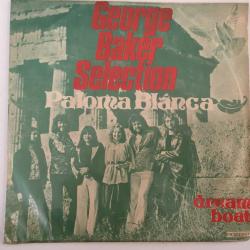 George
Baker
Selection
Paloma Blanca
dream
boat